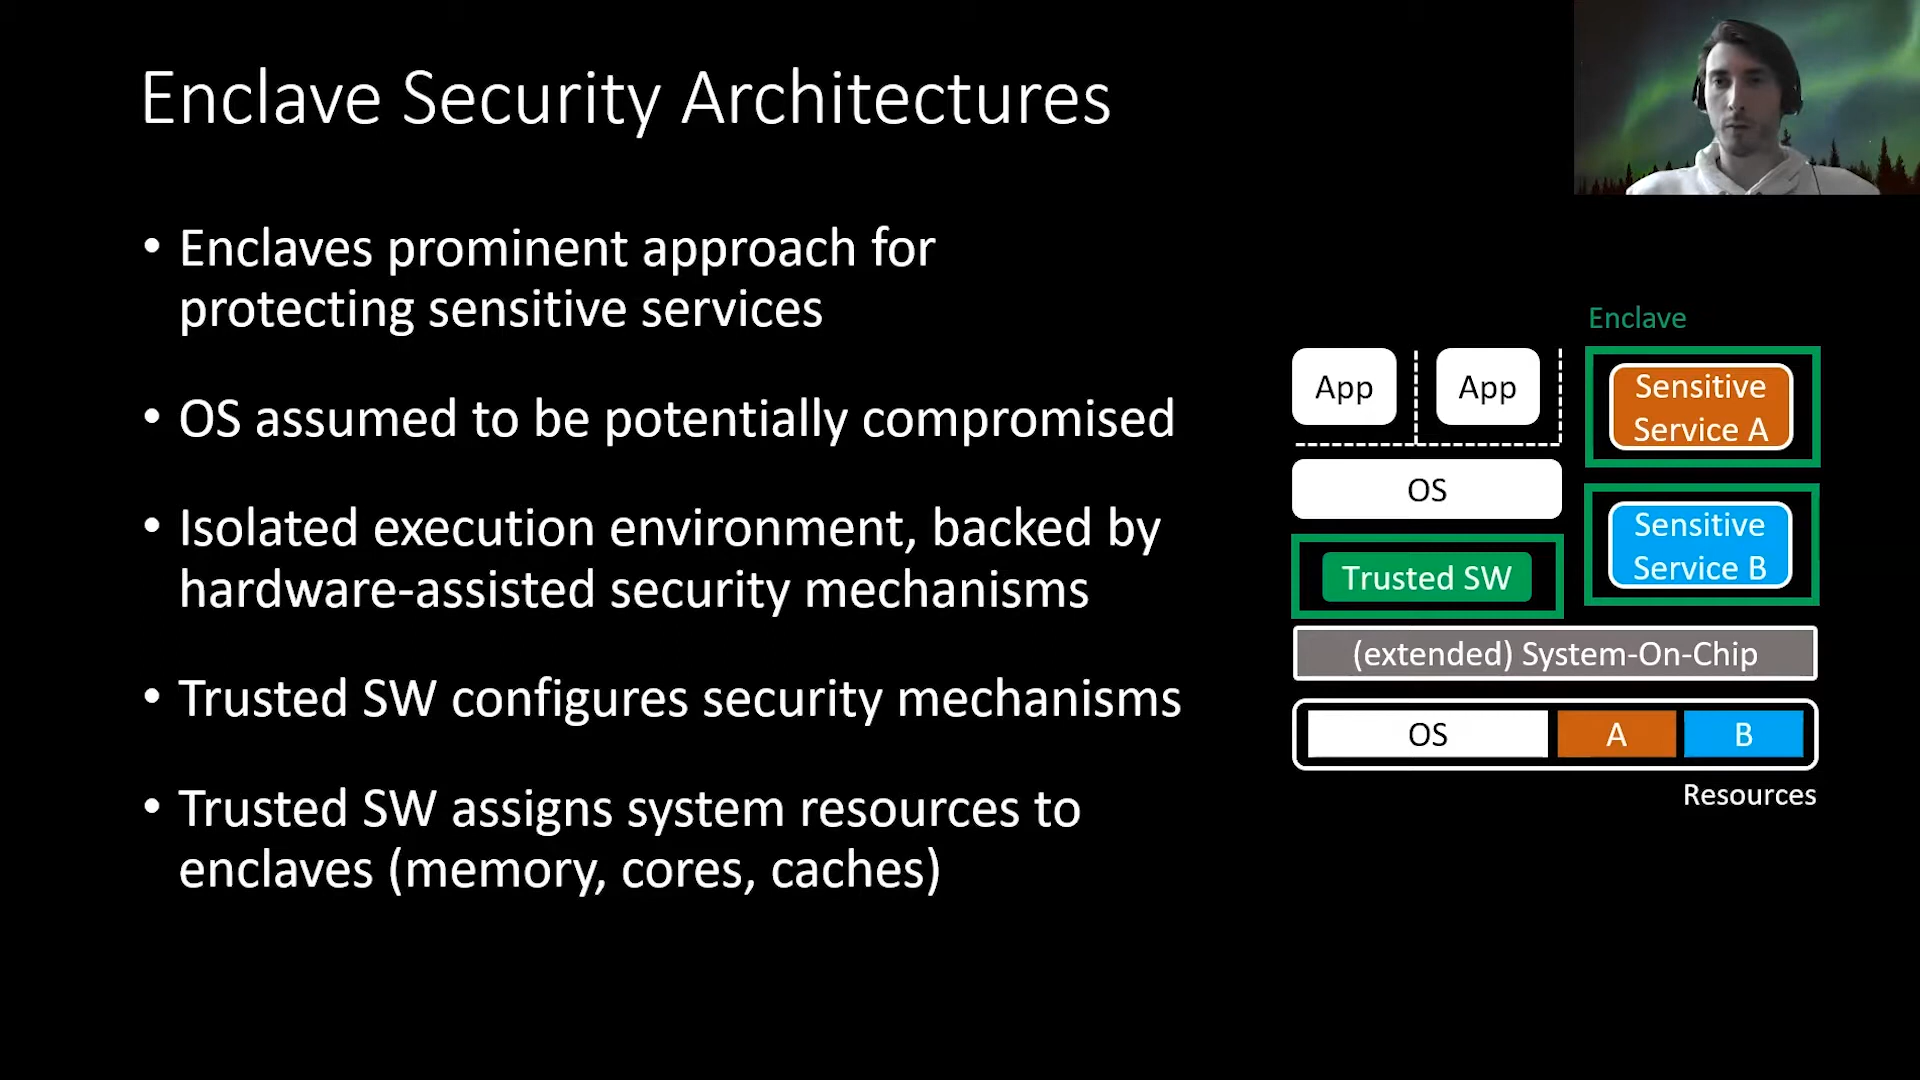 Enclave Security Architectures
• Enclaves prominent approach for
protecting sensitive services
• OS assumed to be potentially compromised
• Isolated execution environment, backed by
hardware-assisted security mechanisms
• Trusted SW configures security mechanisms
• Trusted SW assigns system resources to
enclaves (memory, cores, caches)
Enclave
App
App
Sensitive
Service A
OS
Sensitive
Service B
Trusted SW
(extended) System-On-Chip
OS
A
B
Resources